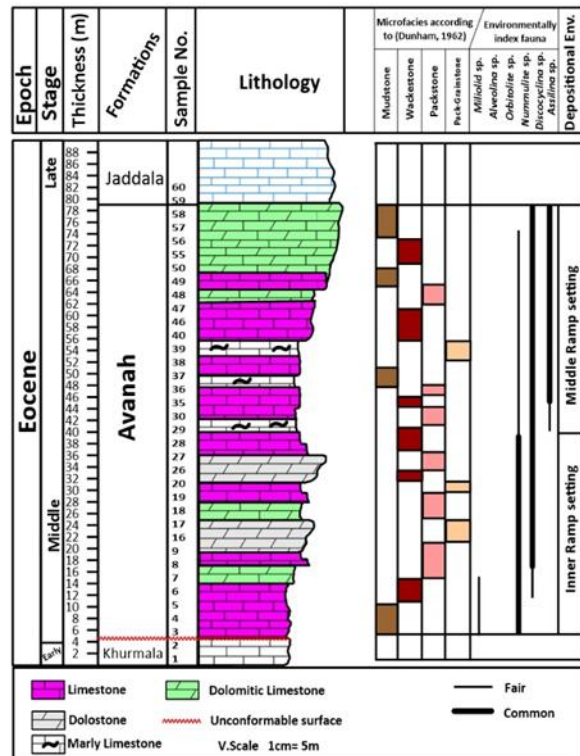 Epoch
Stage
Thickness (m)
Formations
Sample No.
Lithology
Microfacies according
to (Dunham, 1962)
Environmentally
index fauna
Depositional Env.
Mudstone
Wackestone
Packstone
Pack-Grainstone
Miliolid sp.
Alveolina sp.
Orbitolite sp.
Nummulite sp.
Discocyclina sp.
Assilina sp.
Eocene
Late
Middle
Early
88
86
84
82
80
78
76
74
72
70
68
66
64
62
60
58
56
54
52
50
48
46
44
42
40
38
36
34
32
30
28
26
24
22
20
18
16
14
12
10
8
6
4
2
Jaddala
Avanah
Khurmala
60
59
58
57
56
55
50
49
48
47
46
40
39
38
37
36
35
30
29
28
27
26
20
19
18
17
16
9
8
7
6
5
4
3
2
1
Middle Ramp setting
Inner Ramp setting
Limestone
Dolomitic Limestone
Fair
Dolostone
Unconformable surface
Common
Marly Limestone
V.Scale 1cm= 5m